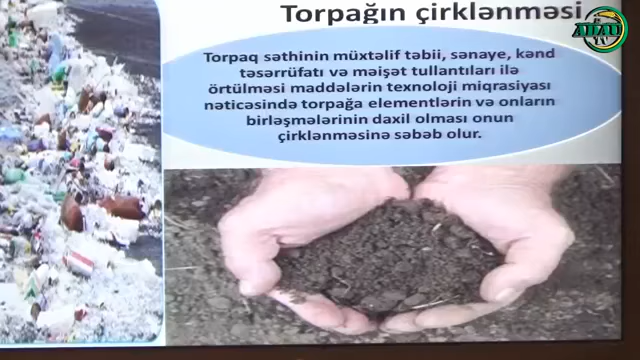 Torpağın çirklənməsi
ADAU
TV
Torpaq səthinin müxtəlif təbii, sənaye, kənd
təsərrüfatı və məişət tullantıları ilə
örtülməsi maddələrin texnoloji miqrasiyası
nəticəsində torpağa elementlərin və onların
birləşmələrinin daxil olması onun
çirklənməsinə səbəb olur.